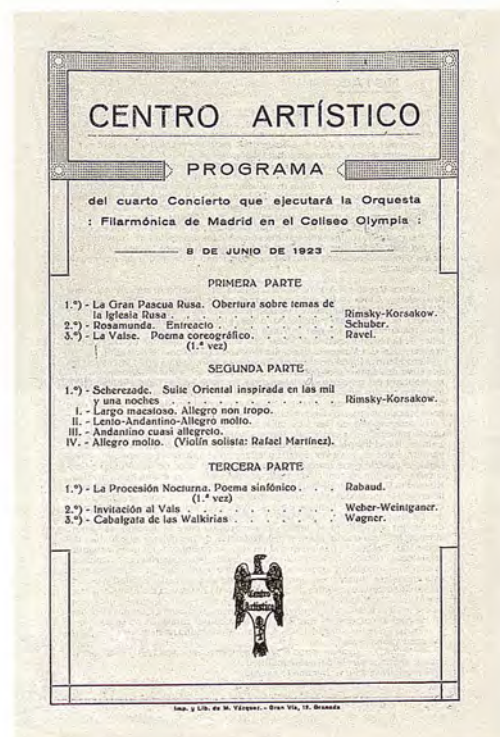 CENTRO ARTÍSTICO
PROGRAMA
del cuarto Concierto que ejecutará la Orquesta
: Filarmónica de Madrid en el Coliseo Olympia :
8 DE JUNIO DE 1923
PRIMERA PARTE
1.º) - La Gran Pascua Rusa. Obertura sobre temas de
la Iglesia Rusa . . . . . . . . . . Rimsky-Korsakow.
2.º) - Rosamunda. Entreacto . . . . . . . Schuber.
3.º) - La Valse. Poema coreográfico. . . . . . Ravel.
(1.ª vez)
SEGUNDA PARTE
1.º) - Scherezade. Suite Oriental inspirada en las mil
y una noches . . . . . . . . . . Rimsky-Korsakow.
I. - Largo maestoso. Allegro non tropo.
II. - Lento-Andantino-Allegro molto.
III. - Andantino cuasi allegreto.
IV. - Allegro molto. (Violín solista: Rafael Martínez).
TERCERA PARTE
1.º) - La Procesión Nocturna. Poema sinfónico . . . Rabaud.
(1.ª vez)
2.º) - Invitación al Vals . . . . . . . . Weber-Weintganer.
3.º) - Cabalgata de las Walkirias . . . . . . Wagner.
Centro
Artístico
Imp. y Lib. de M. Vázquez. - Gran Vía, 15. Granada